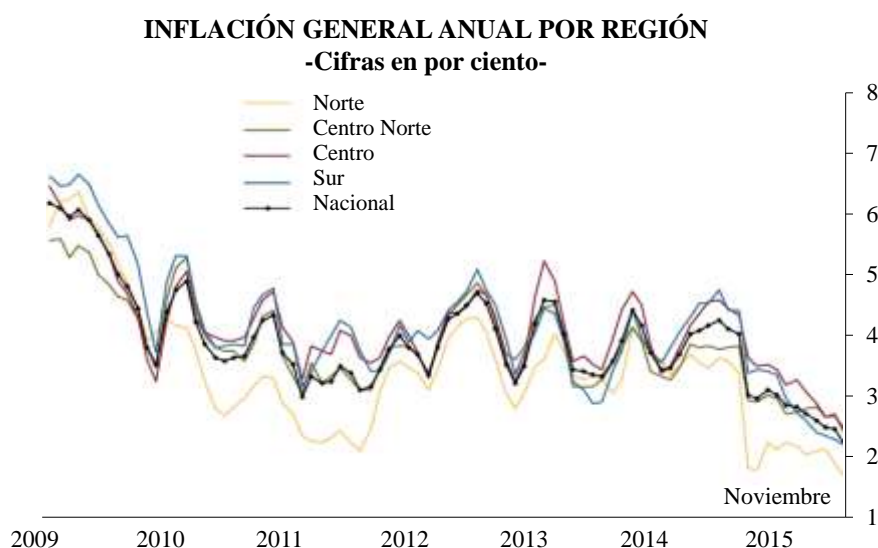 INFLACIÓN GENERAL ANUAL POR REGIÓN
-Cifras en por ciento-
Norte
Centro Norte
Centro
Sur
Nacional
8
7
6
5
4
3
2
1
Noviembre
2009 2010 2011 2012 2013 2014 2015